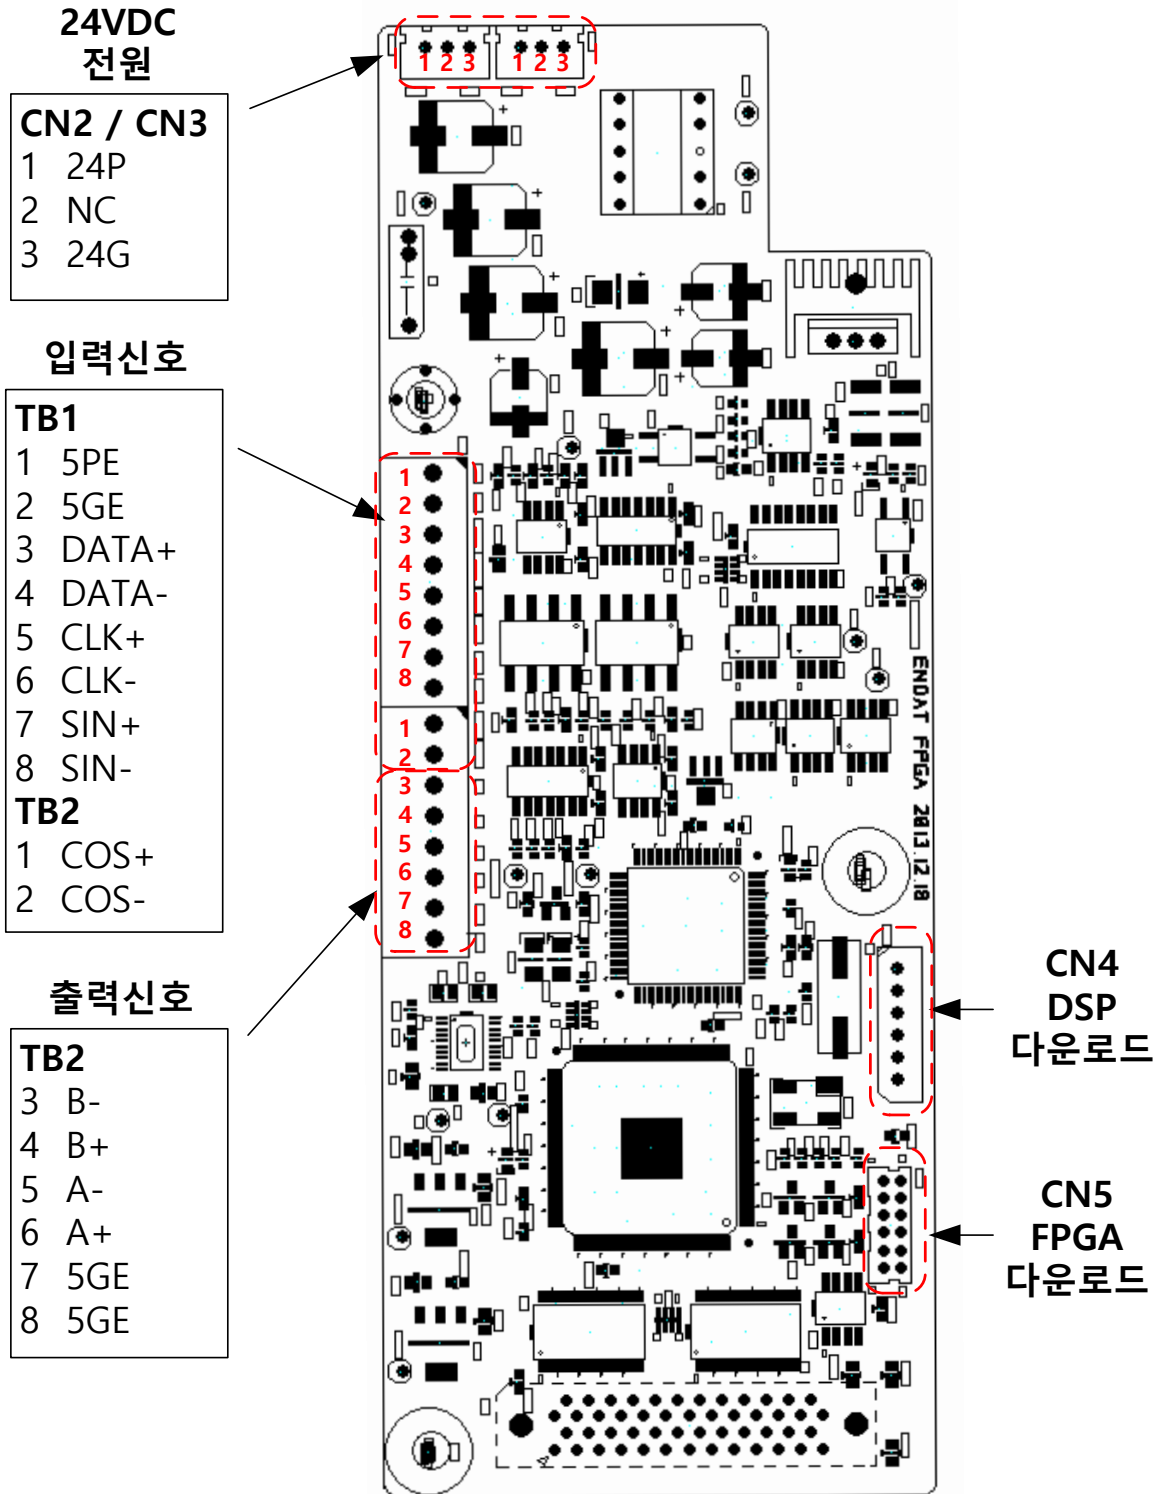 24VDC
전원
CN2 / CN3
1 24P
2 NC
3 24G
1 2 3 1 2 3
입력신호
TB1
1 5PE
2 5GE
3 DATA+
4 DATA-
5 CLK+
6 CLK-
7 SIN+
8 SIN-
TB2
1 COS+
2 COS-
1
2
3
4
5
6
7
8
1
2
3
4
5
6
7
8
출력신호
TB2
3 B-
4 B+
5 A-
6 A+
7 5GE
8 5GE
ENDAT FPGA 2013.12.18
CN4
DSP
다운로드
CN5
FPGA
다운로드